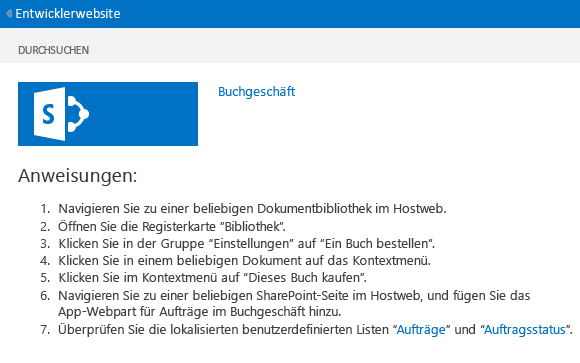 Entwicklerwebsite
DURCHSUCHEN
S
Buchgeschäft
Anweisungen:
1. Navigieren Sie zu einer beliebigen Dokumentbibliothek im Hostweb.
2. Öffnen Sie die Registerkarte “Bibliothek”.
3. Klicken Sie in der Gruppe “Einstellungen” auf “Ein Buch bestellen”.
4. Klicken Sie in einem beliebigen Dokument auf das Kontextmenü.
5. Klicken Sie im Kontextmenü auf “Dieses Buch kaufen”.
6. Navigieren Sie zu einer beliebigen SharePoint-Seite im Hostweb, und fügen Sie das
App-Webpart für Aufträge im Buchgeschäft hinzu.
7. Überprüfen Sie die lokalisierten benutzerdefinierten Listen “Aufträge” und “Auftragsstatus”.